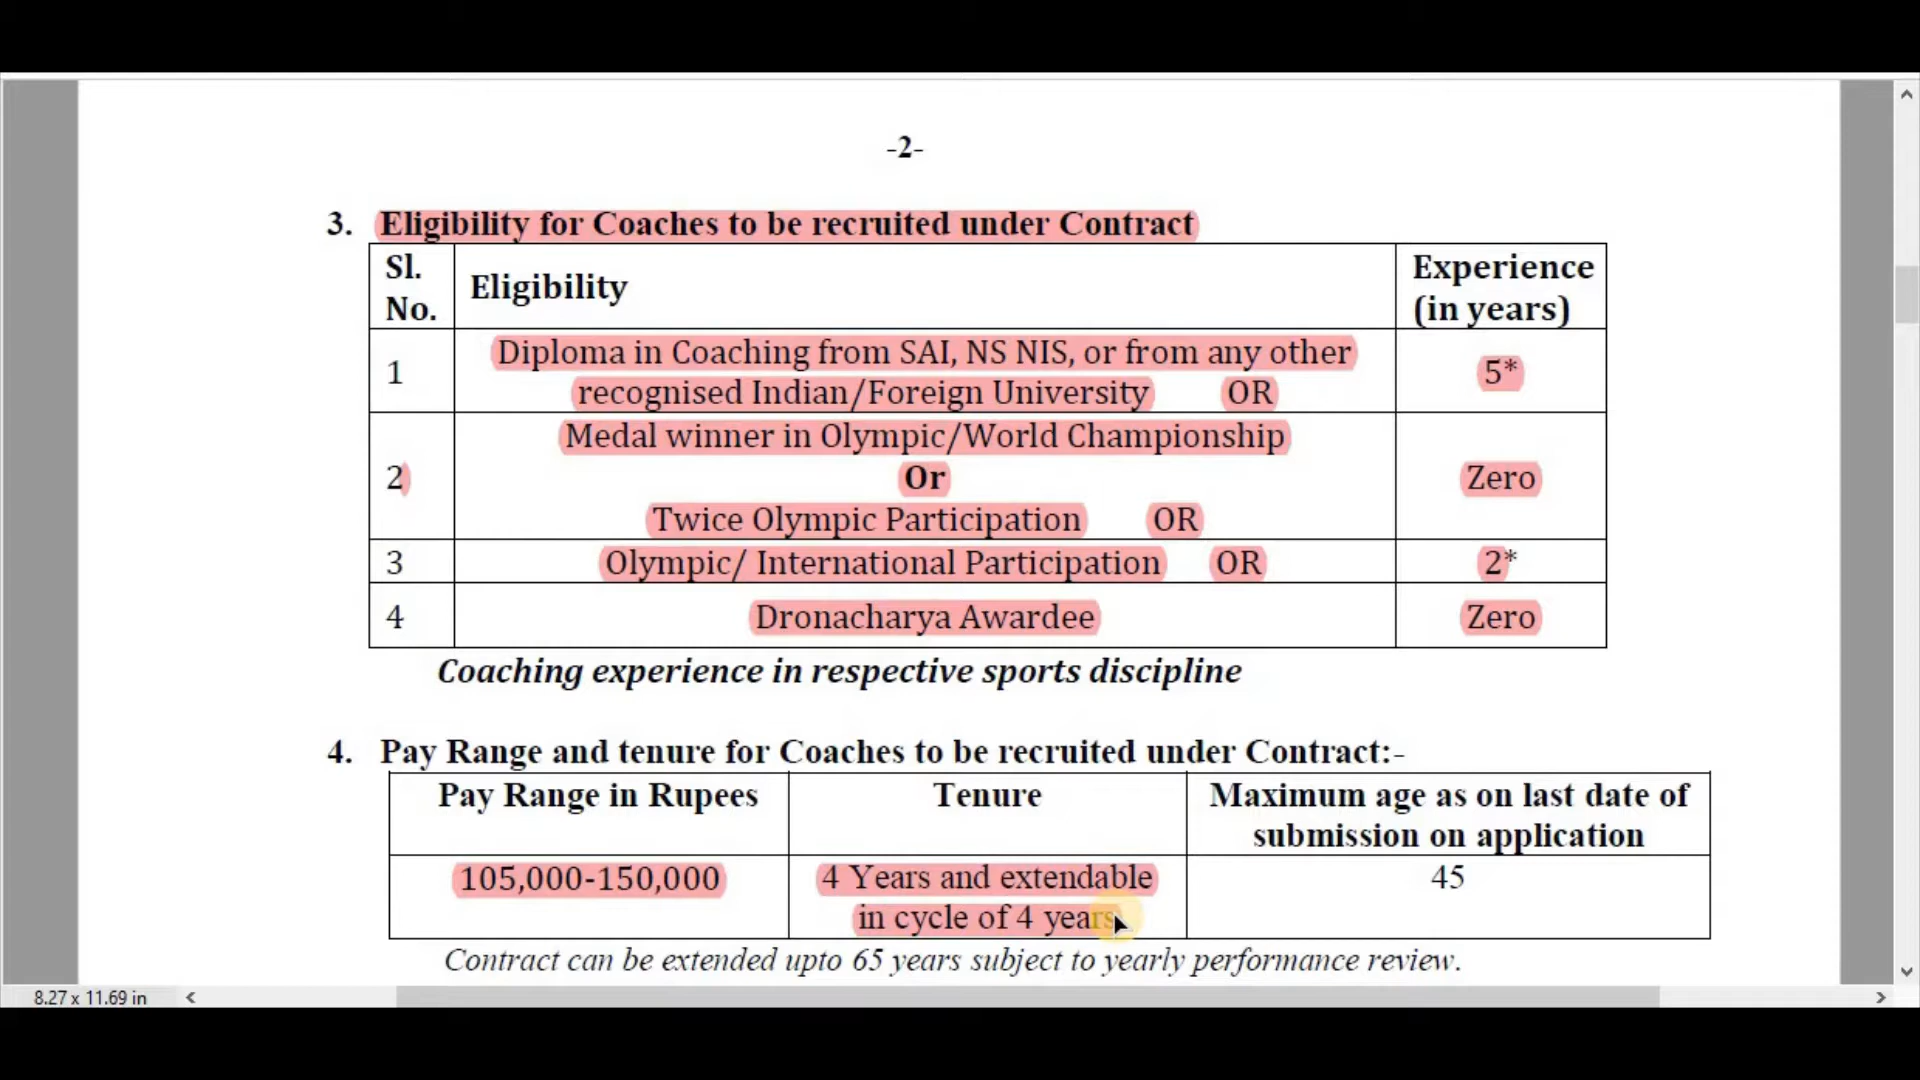 -2-
3. Eligibility for Coaches to be recruited under Contract
Sl. No. Eligibility Experience (in years)
1 Diploma in Coaching from SAI, NS NIS, or from any other recognised Indian/Foreign University OR 5*
2 Medal winner in Olympic/World Championship
Or
Twice Olympic Participation OR Zero
3 Olympic/ International Participation OR 2*
4 Dronacharya Awardee Zero
Coaching experience in respective sports discipline
4. Pay Range and tenure for Coaches to be recruited under Contract:-
Pay Range in Rupees Tenure Maximum age as on last date of submission on application
105,000-150,000 4 Years and extendable in cycle of 4 years 45
Contract can be extended upto 65 years subject to yearly performance review.
8.27 x 11.69 in